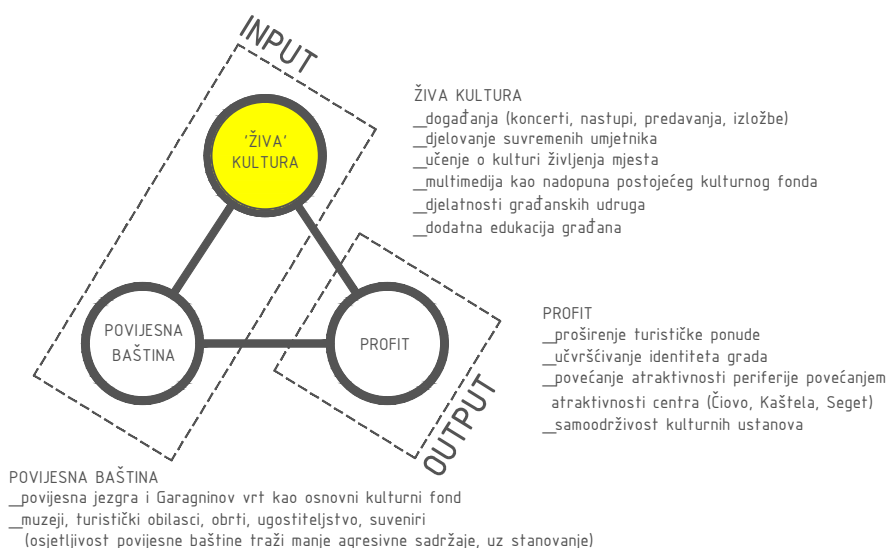 INPUT
'ŽIVA'
KULTURA
ŽIVA KULTURA
__događanja (koncerti, nastupi, predavanja, izložbe)
__djelovanje suvremenih umjetnika
__učenje o kulturi življenja mjesta
__multimedija kao nadopuna postojećeg kulturnog fonda
__djelatnosti građanskih udruga
__dodatna edukacija građana
POVIJESNA
BAŠTINA
PROFIT
OUTPUT
PROFIT
__proširenje turističke ponude
__učvršćivanje identiteta grada
__povećanje atraktivnosti periferije povećanjem
atraktivnosti centra (Čiovo, Kaštela, Seget)
__samoodrživost kulturnih ustanova
POVIJESNA BAŠTINA
__povijesna jezgra i Garagninov vrt kao osnovni kulturni fond
__muzeji, turistički obilasci, obrti, ugostiteljstvo, suveniri
(osjetljivost povijesne baštine traži manje agresivne sadržaje, uz stanovanje)